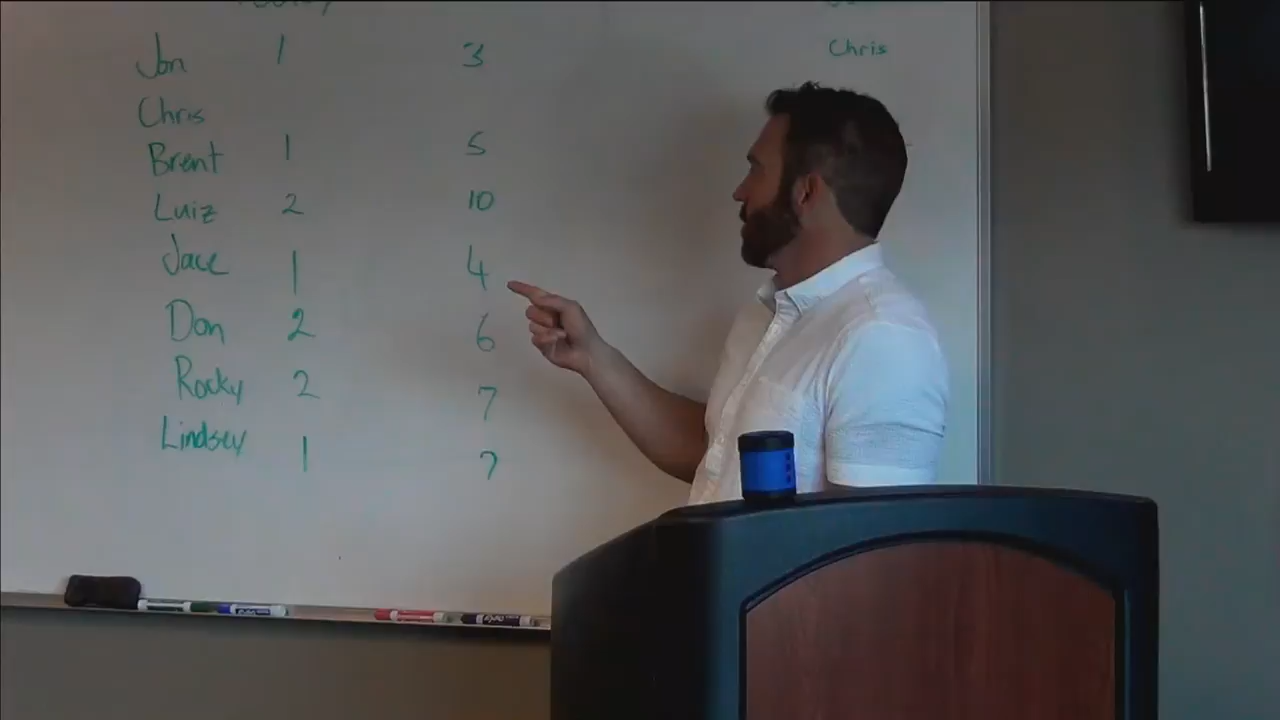 Jon 1 3 Chris
Chris
Brent 1 5
Luiz 2 10
Jace 1 4
Don 2 6
Rocky 2 7
Lindsey 1 7